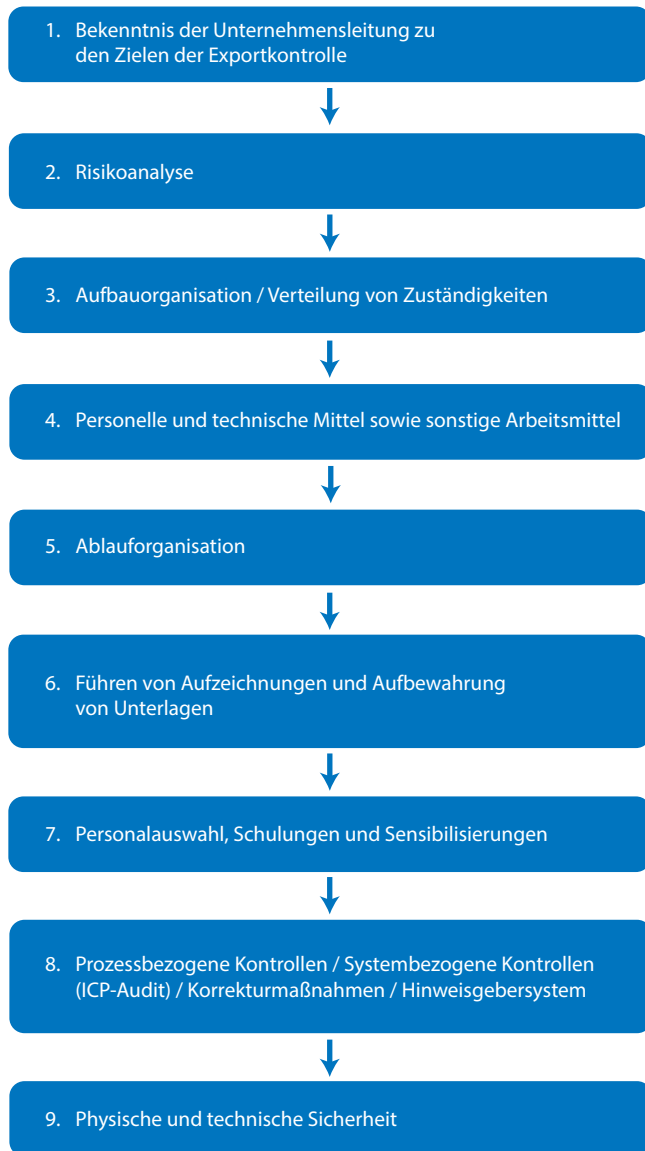 1. Bekenntnis der Unternehmensleitung zu
den Zielen der Exportkontrolle
2. Risikoanalyse
3. Aufbauorganisation / Verteilung von Zuständigkeiten
4. Personelle und technische Mittel sowie sonstige Arbeitsmittel
5. Ablauforganisation
6. Führen von Aufzeichnungen und Aufbewahrung
von Unterlagen
7. Personalauswahl, Schulungen und Sensibilisierungen
8. Prozessbezogene Kontrollen / Systembezogene Kontrollen
(ICP-Audit) / Korrekturmaßnahmen / Hinweisgebersystem
9. Physische und technische Sicherheit